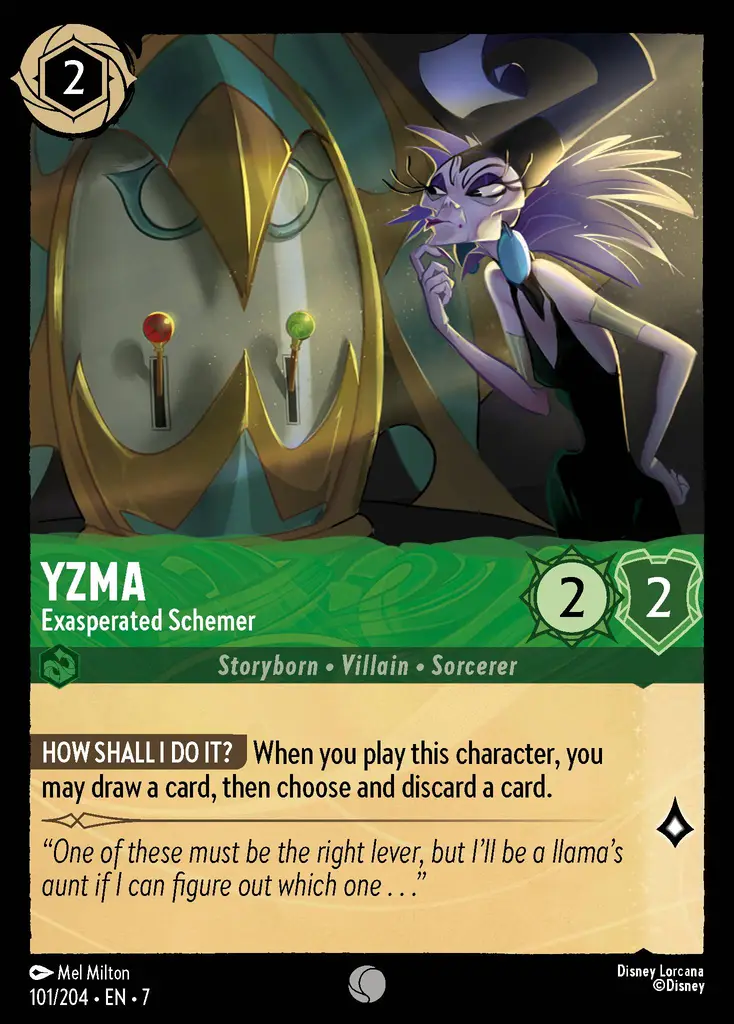 2
YZMA
Exasperated Schemer
2
2
Storyborn • Villain • Sorcerer
HOW SHALL I DO IT? When you play this character, you
may draw a card, then choose and discard a card.
“One of these must be the right lever, but I’ll be a llama’s
aunt if I can figure out which one . . .”
Mel Milton
Disney Lorcana
101/204 • EN • 7
©Disney